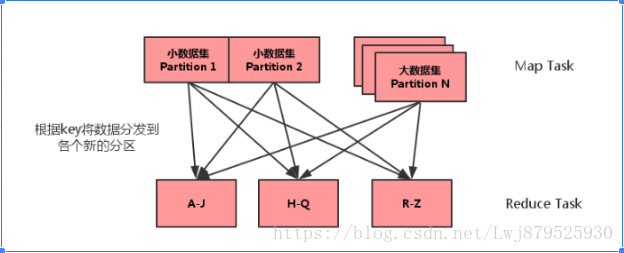 小数据集
Partition 1
小数据集
Partition 2
大数据集
Partition N
Map Task
根据key将数据分发到
各个新的分区
A-J
H-Q
R-Z
Reduce Task
https://blog.csdn.net/Lwj879525930